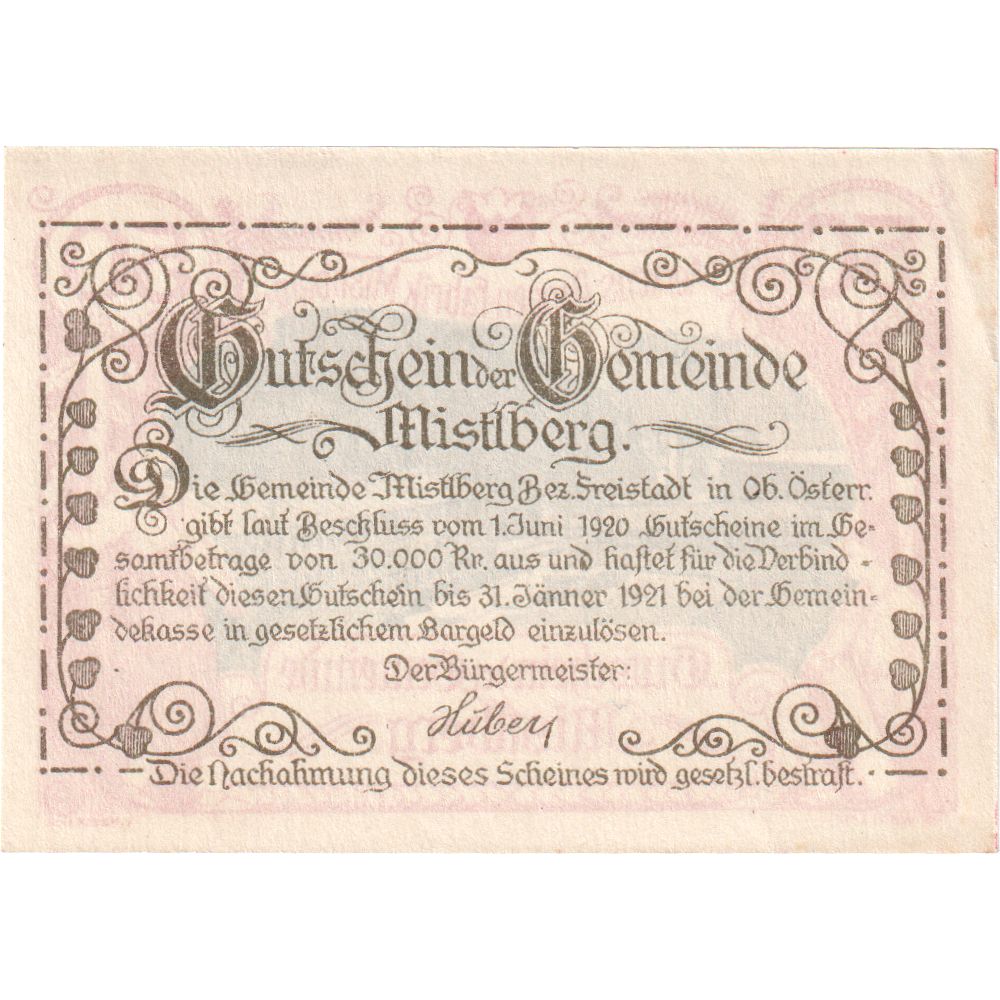 Gutschein der Gemeinde
Mistlberg.
Die Gemeinde Mistlberg Bez. Freistadt in Ob. Österr.
gibt laut Beschluss vom 1. Juni 1920 Gutscheine im Ge-
samtbetrage von 30.000 Kr. aus und haftet für die Verbind-
lichkeit diesen Gutschein bis 31. Jänner 1921 bei der Gemein-
dekasse in gesetzlichem Bargeld einzulösen.
Der Bürgermeister:
Huber
Die Nachahmung dieses Scheines wird gesetzl. bestraft.